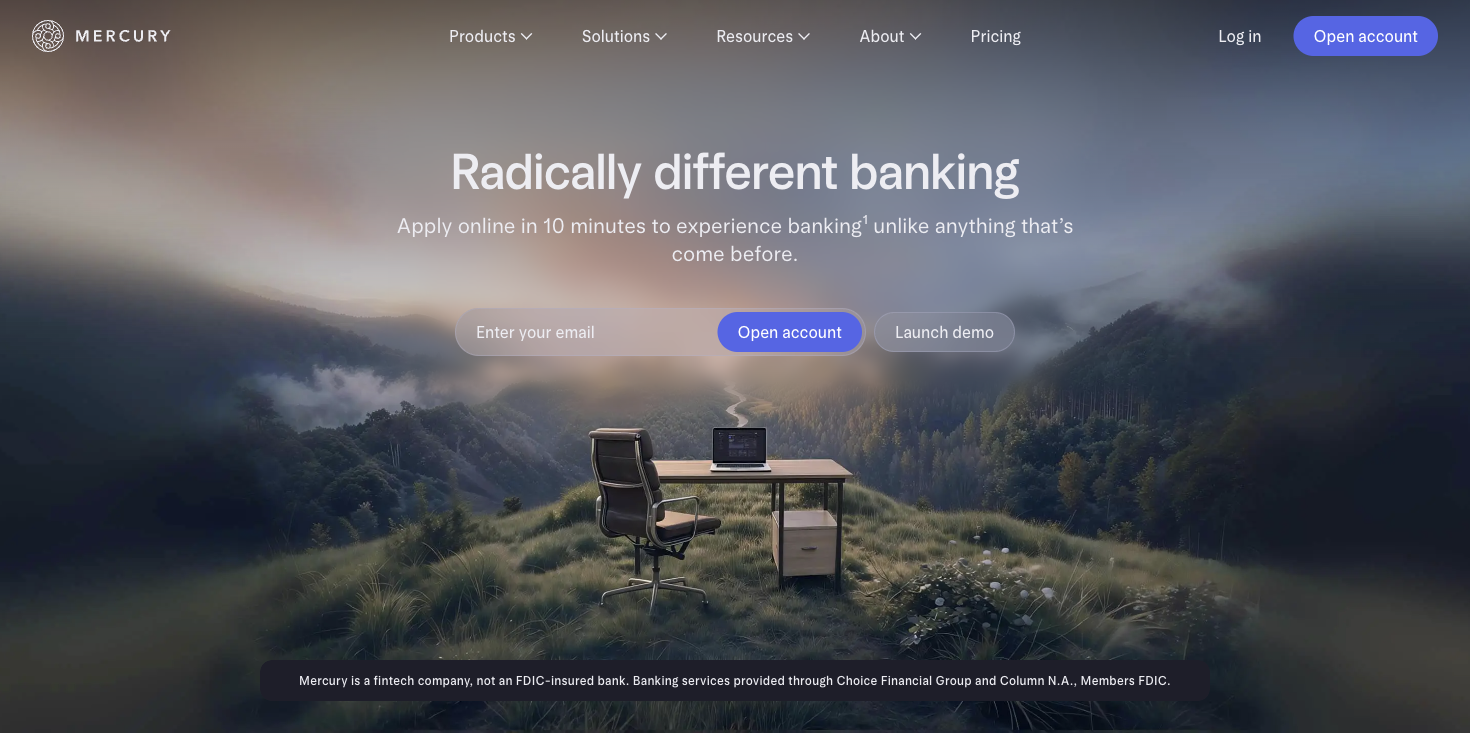 MERCURY
Products
Solutions
Resources
About
Pricing
Log in
Open account
Radically different banking
Apply online in 10 minutes to experience banking¹ unlike anything that’s
come before.
Enter your email
Open account
Launch demo
Mercury is a fintech company, not an FDIC-insured bank. Banking services provided through Choice Financial Group and Column N.A., Members FDIC.